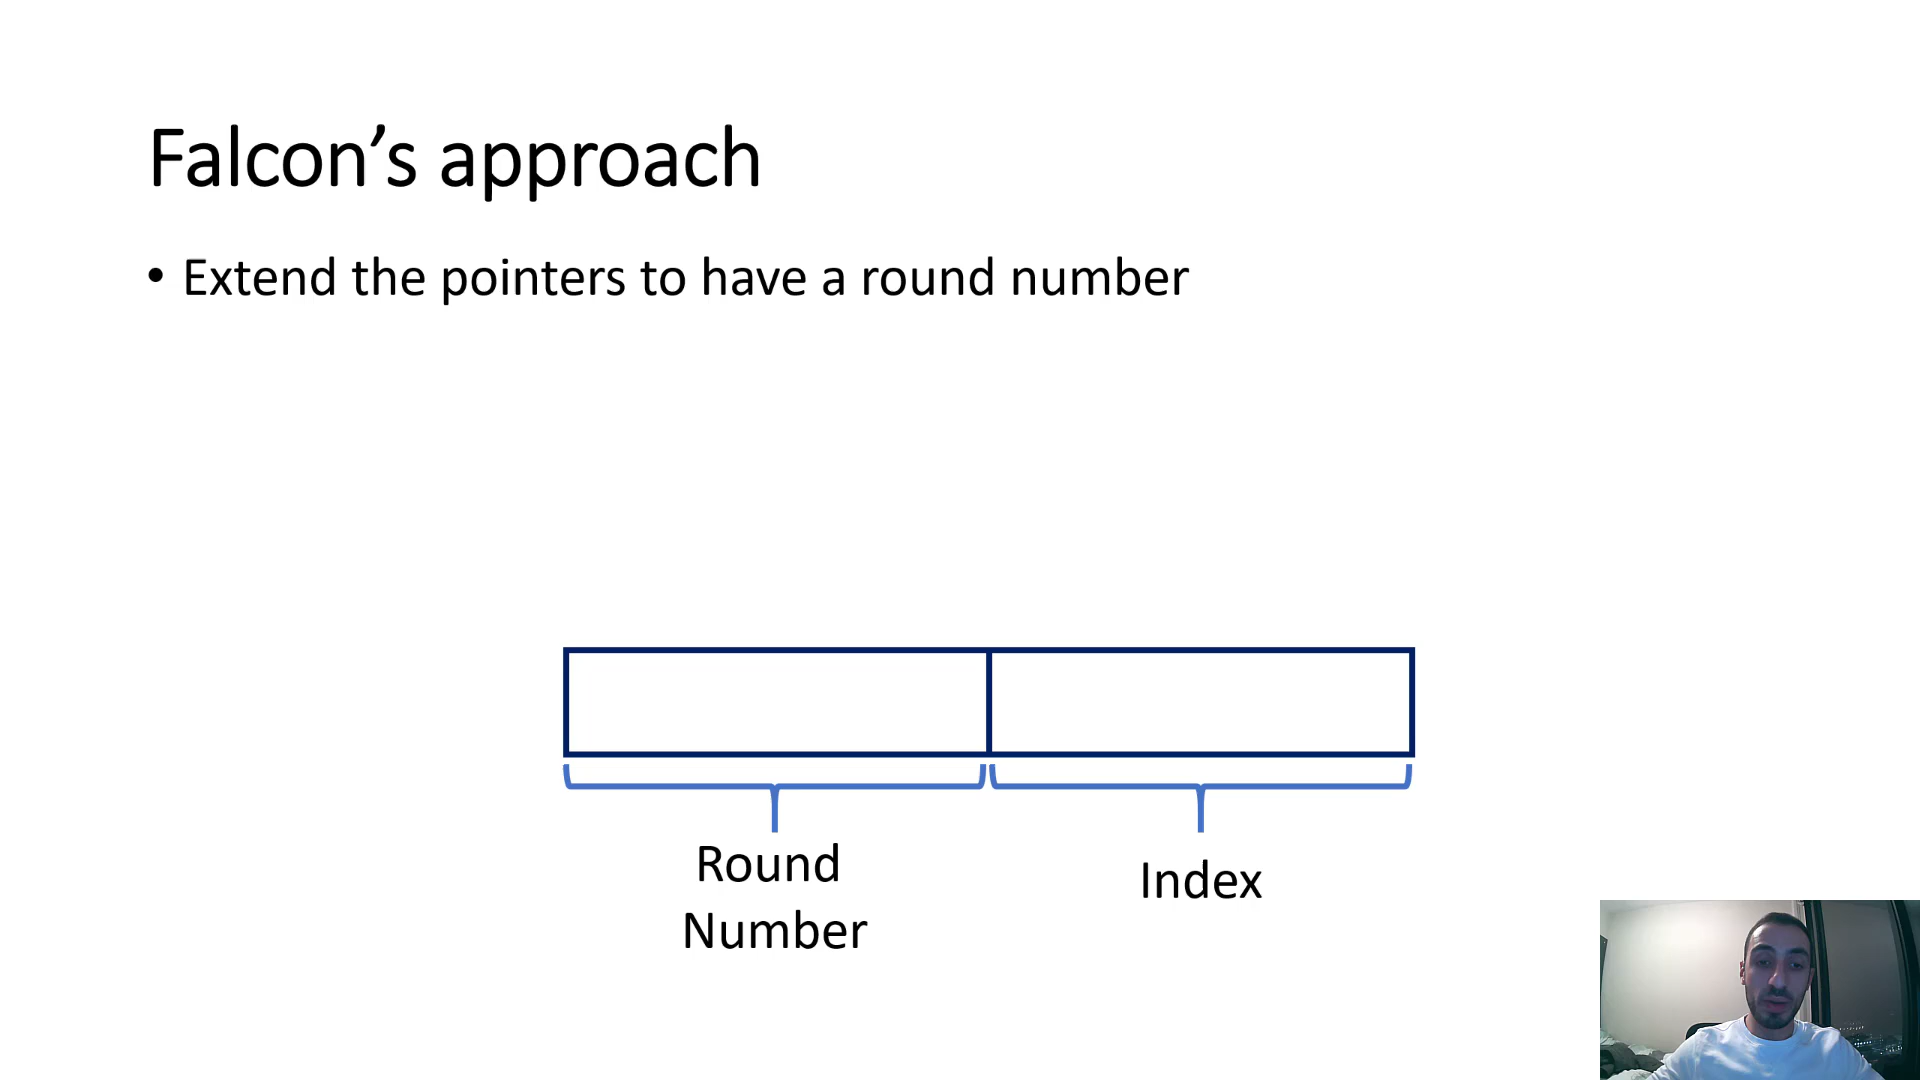 Falcon’s approach
• Extend the pointers to have a round number
Round
Number
Index